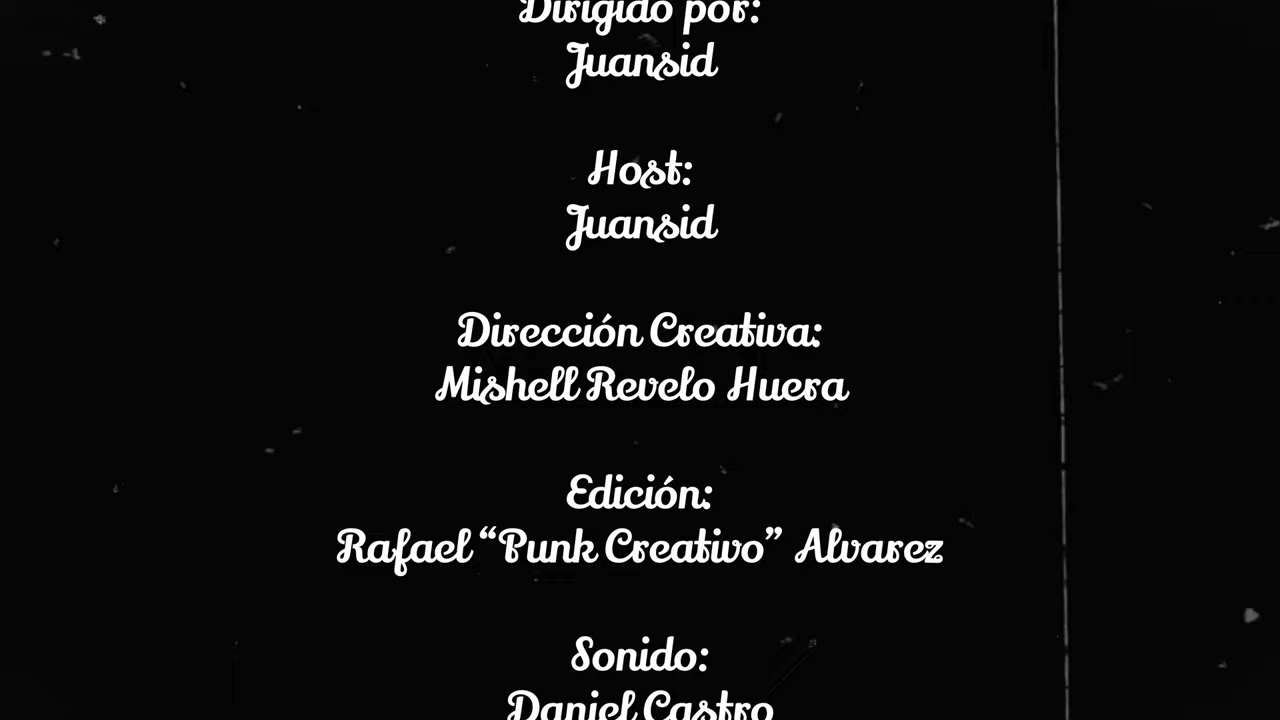 Dirigido por:
Juansid
Host:
Juansid
Dirección Creativa:
Mishell Revelo Huera
Edición:
Rafael “Punk Creativo” Alvarez
Sonido:
Daniel Castro